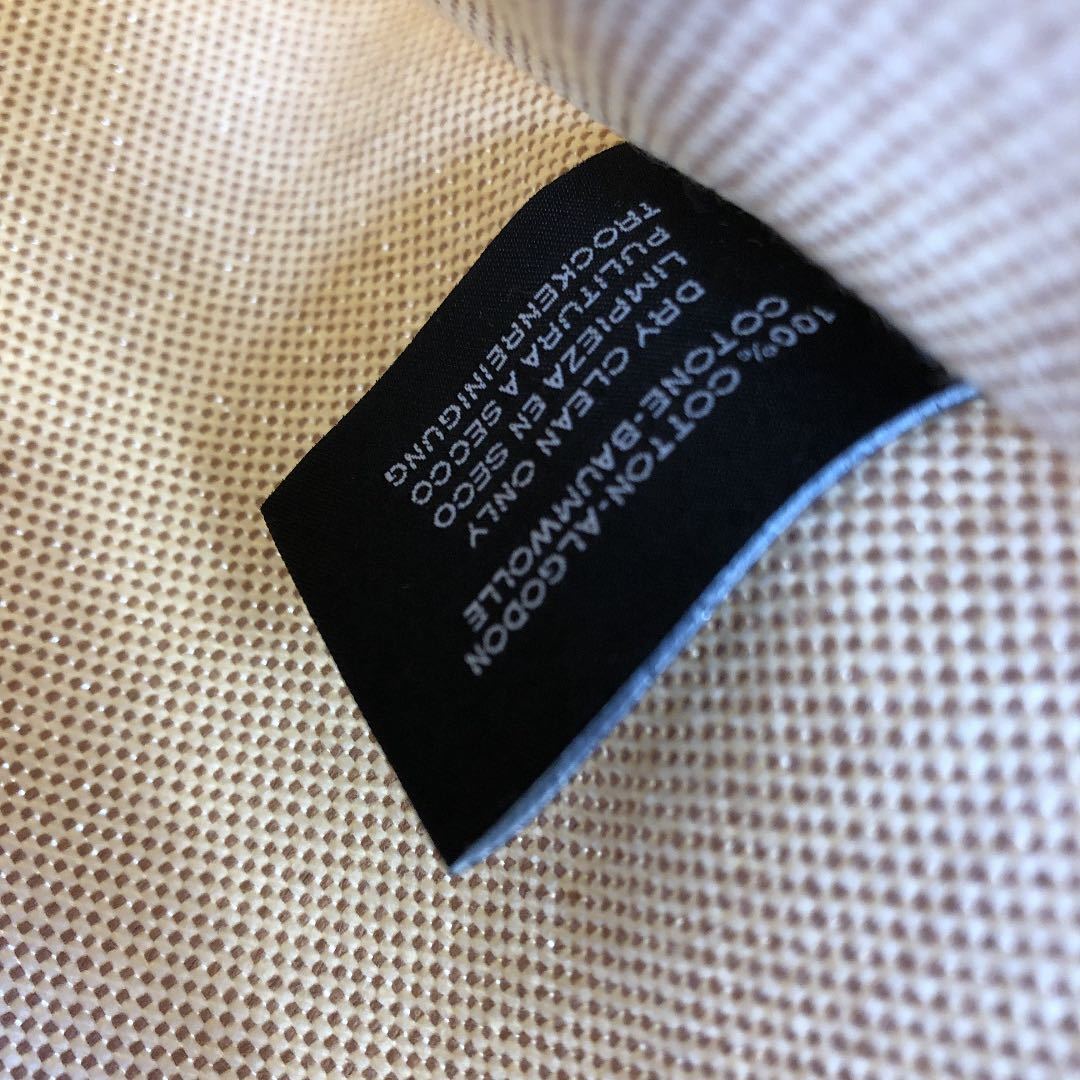 100% COTTON-ALGODON
COTONE-BAUMWOLLE
DRY CLEAN ONLY
LIMPIEZA EN SECO
PULITURA A SECCO
TROCKENREINIGUNG